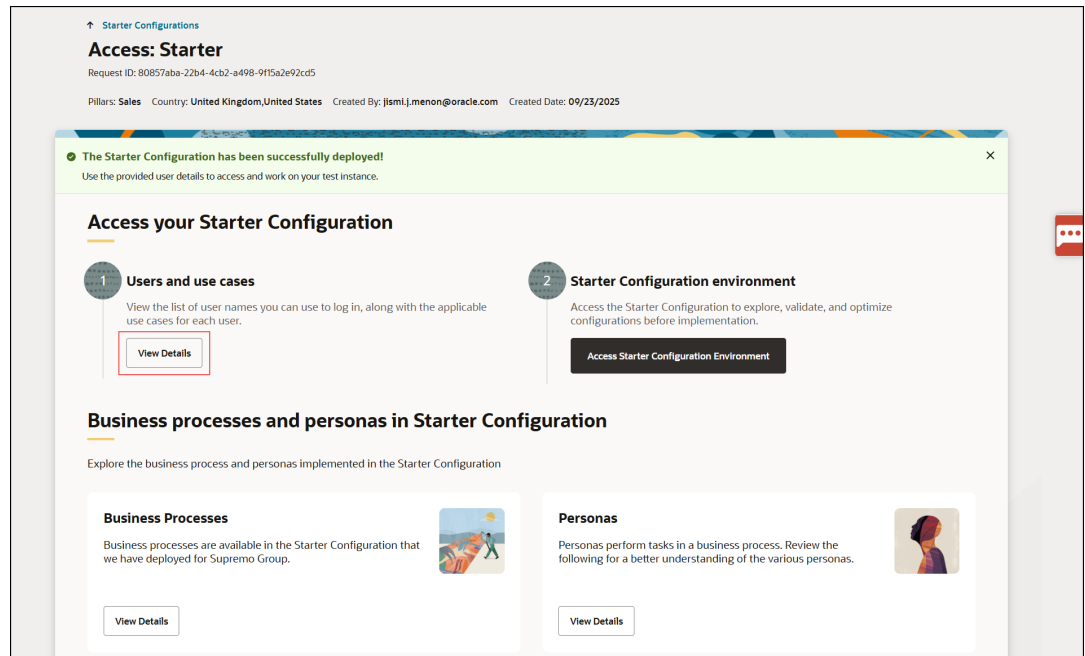 Starter Configurations
Access: Starter
Request ID: 80857aba-22b4-4cb2-a498-9f15a2e92cd5
Pillars: Sales Country: United Kingdom,United States Created By: jismi.j.menon@oracle.com Created Date: 09/23/2025
The Starter Configuration has been successfully deployed!
Use the provided user details to access and work on your test instance.
Access your Starter Configuration
1 Users and use cases
View the list of user names you can use to log in, along with the applicable
use cases for each user.
View Details
2 Starter Configuration environment
Access the Starter Configuration to explore, validate, and optimize
configurations before implementation.
Access Starter Configuration Environment
Business processes and personas in Starter Configuration
Explore the business process and personas implemented in the Starter Configuration
Business Processes
Business processes are available in the Starter Configuration that
we have deployed for Supremo Group.
View Details
Personas
Personas perform tasks in a business process. Review the
following for a better understanding of the various personas.
View Details